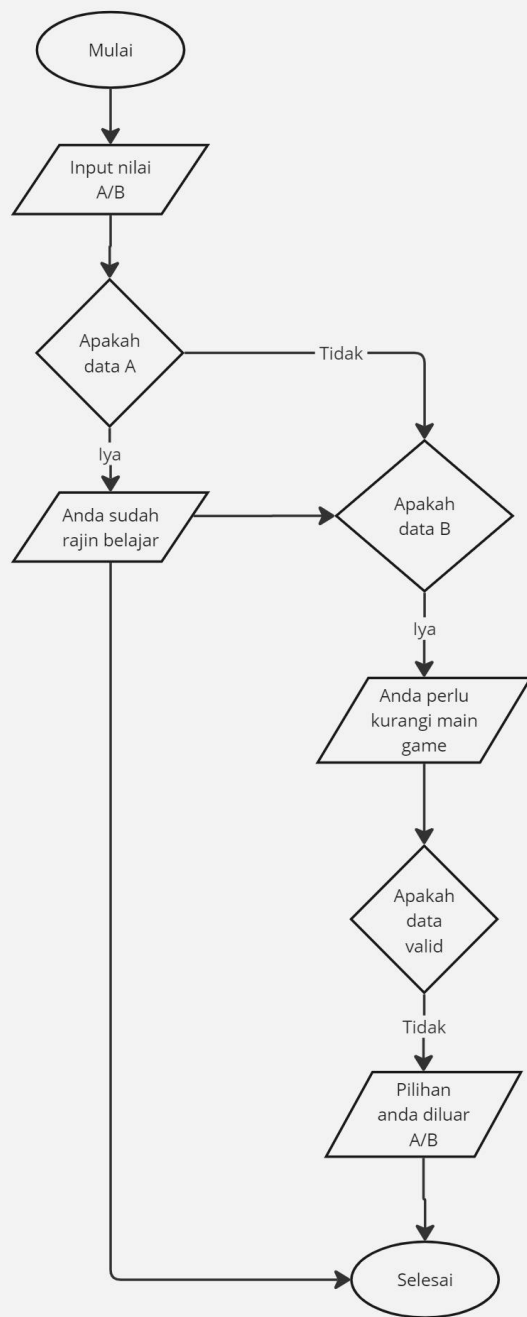 Mulai
Input nilai
A/B
Apakah
data A
Tidak
Iya
Anda sudah
rajin belajar
Apakah
data B
Iya
Anda perlu
kurangi main
game
Apakah
data
valid
Tidak
Pilihan
anda diluar
A/B
Selesai